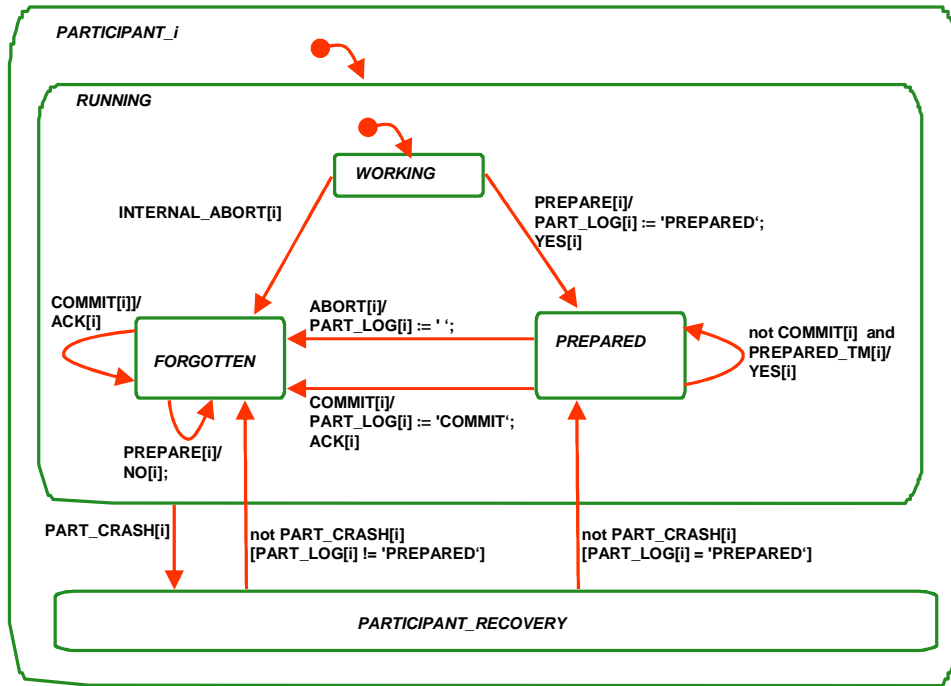 PARTICIPANT_i
RUNNING
WORKING
INTERNAL_ABORT[i]
PREPARE[i]/
PART_LOG[i] := 'PREPARED‘;
YES[i]
COMMIT[i]]/
ACK[i]
FORGOTTEN
ABORT[i]/
PART_LOG[i] := ' ‘;
PREPARED
not COMMIT[i] and
PREPARED_TM[i]/
YES[i]
COMMIT[i]/
PART_LOG[i] := 'COMMIT‘;
ACK[i]
PREPARE[i]/
NO[i];
PART_CRASH[i]
not PART_CRASH[i]
[PART_LOG[i] != 'PREPARED‘]
not PART_CRASH[i]
[PART_LOG[i] = 'PREPARED‘]
PARTICIPANT_RECOVERY